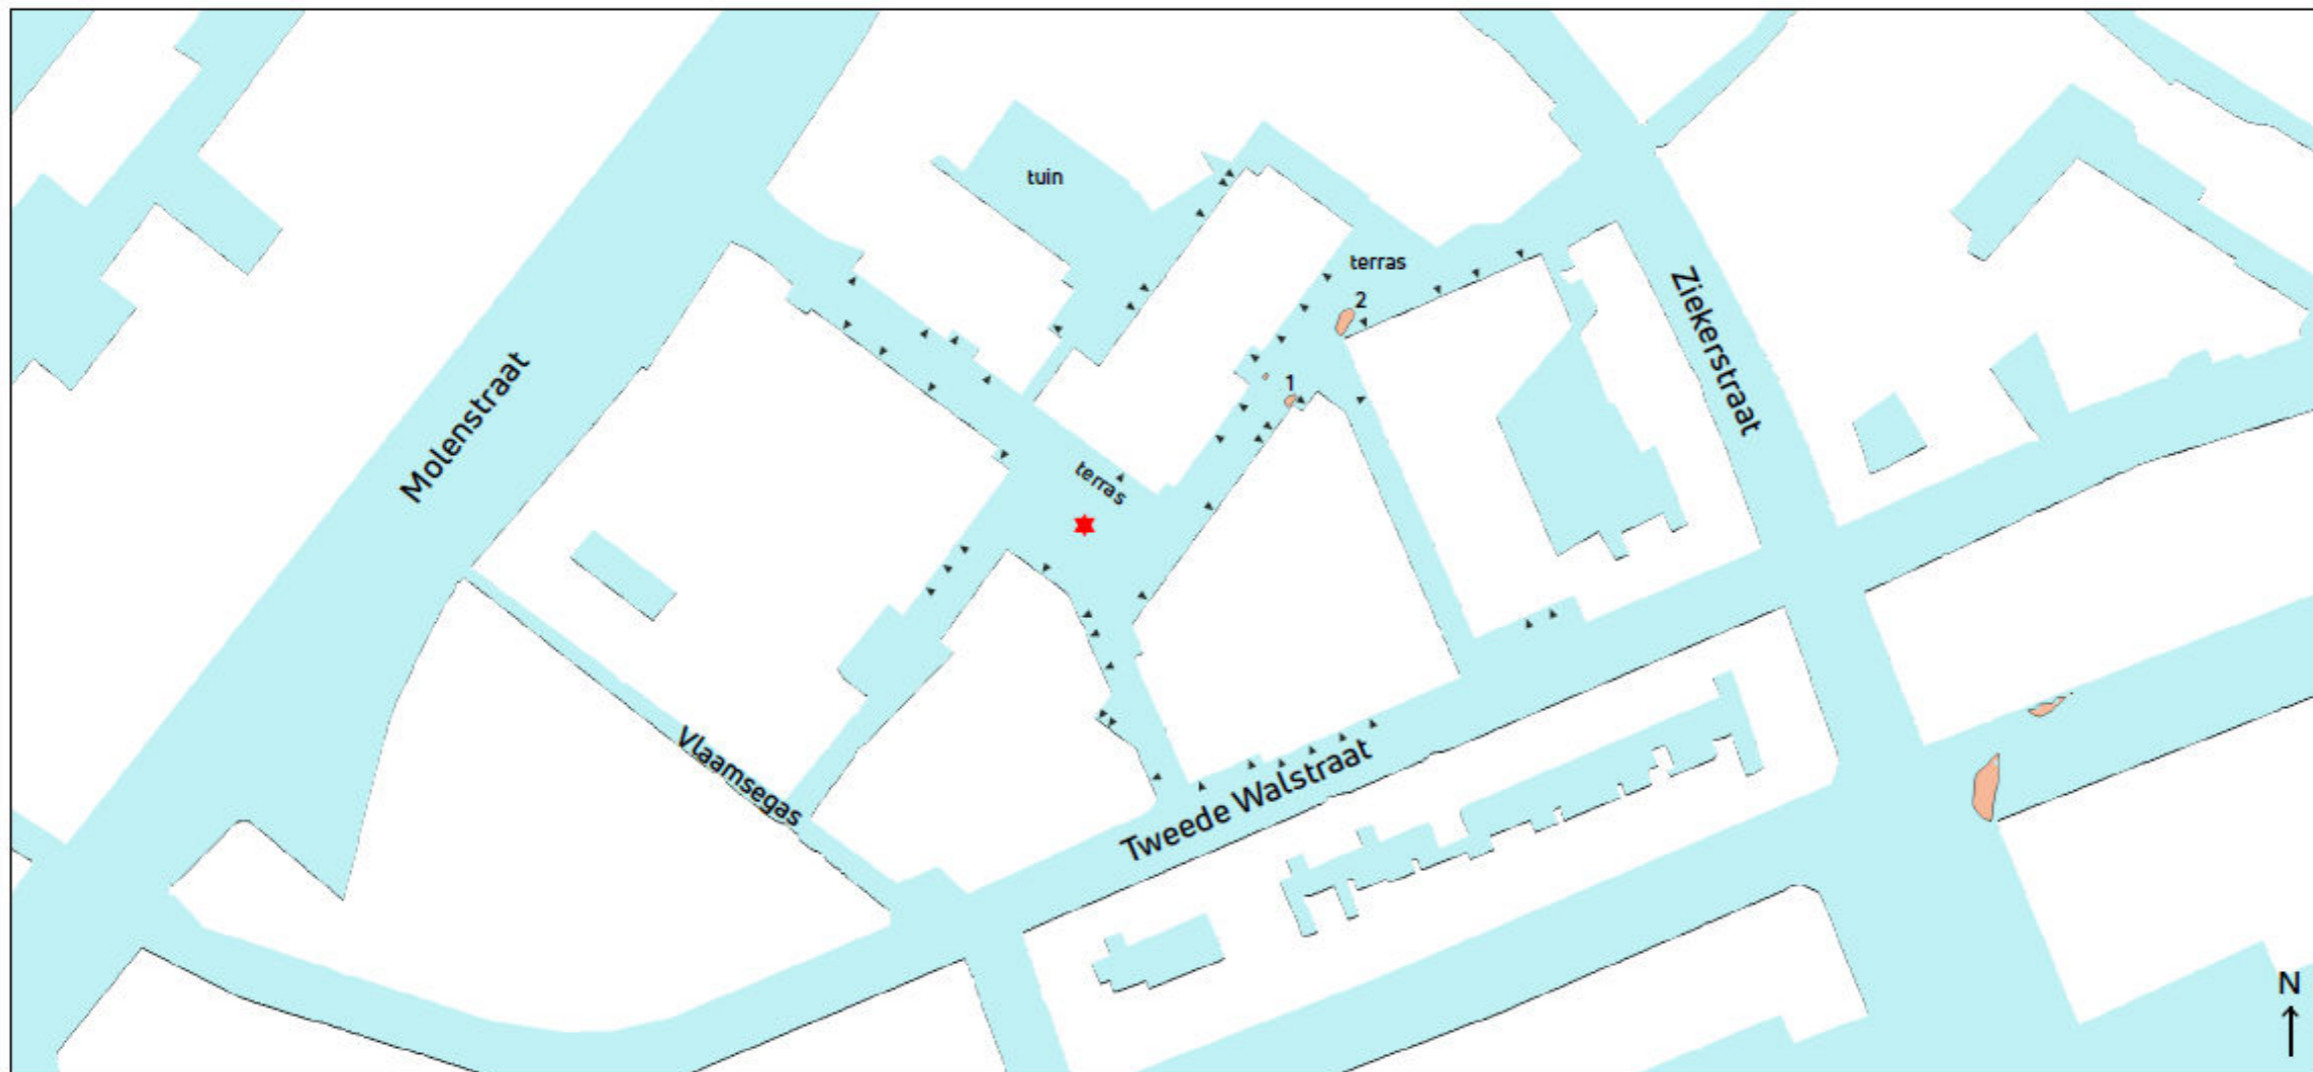 tuin
terras
2
Ziekerstraat
1
Molenstraat
terras
Vlaamsegas
Tweede Walstraat
N